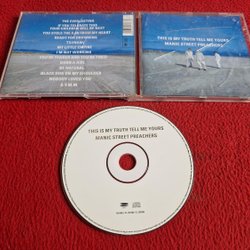 THE EVERLASTING
IF YOU TOLERATE THIS
YOUR CHILDREN WILL BE NEXT
YOU STOLE THE SUN FROM MY HEART
READY FOR DROWNING
TSUNAMI
MY LITTLE EMPIRE
I'M NOT WORKING
YOU'RE TENDER AND YOU'RE TIRED
BORN A GIRL
BE NATURAL
BLACK DOG ON MY SHOULDER
NOBODY LOVED YOU
S.Y.M.M
THIS IS MY TRUTH TELL ME YOURS
MANIC STREET PREACHERS
THIS IS MY TRUTH TELL ME YOURS
MANIC STREET PREACHERS